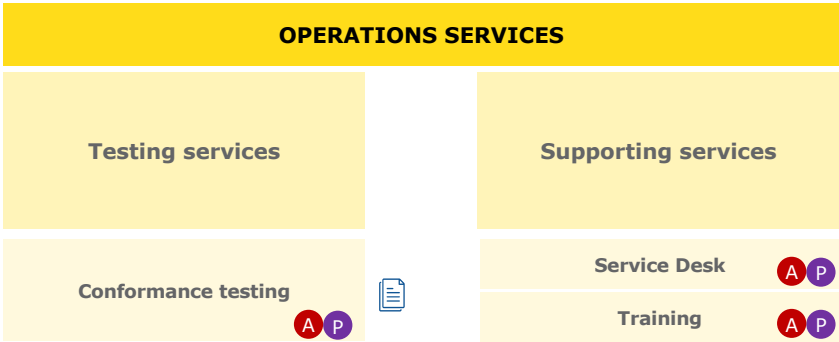 OPERATIONS SERVICES
Testing services
Supporting services
Conformance testing
A P
Service Desk
A P
Training
A P